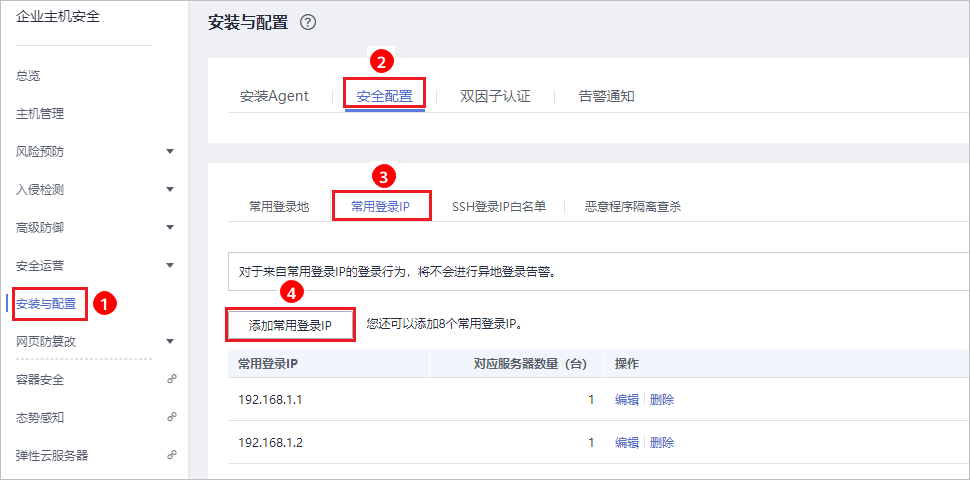 企业主机安全
总览
主机管理
风险预防
入侵检测
高级防御
安全运营
安装与配置 1
网页防篡改
容器安全
态势感知
弹性云服务器
安装与配置 ?
2
安装Agent 安全配置 双因子认证 告警通知
3
常用登录地 常用登录IP SSH登录IP白名单 恶意程序隔离查杀
对于来自常用登录IP的登录行为，将不会进行异地登录告警。
4
添加常用登录IP 您还可以添加8个常用登录IP。
常用登录IP 对应服务器数量（台） 操作
192.168.1.1 1 编辑 删除
192.168.1.2 1 编辑 删除